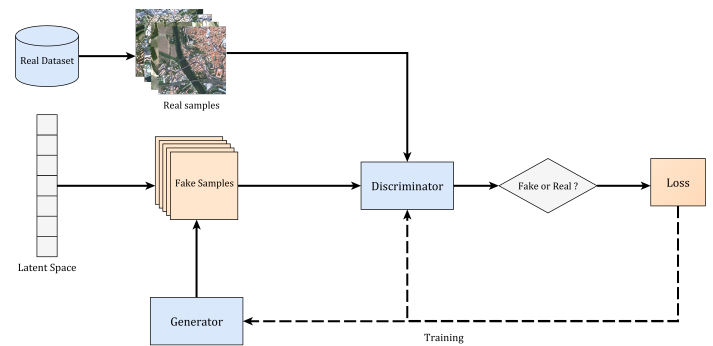 Real Dataset
Real samples
Fake Samples
Discriminator
Fake or Real ?
Loss
Latent Space
Generator
Training